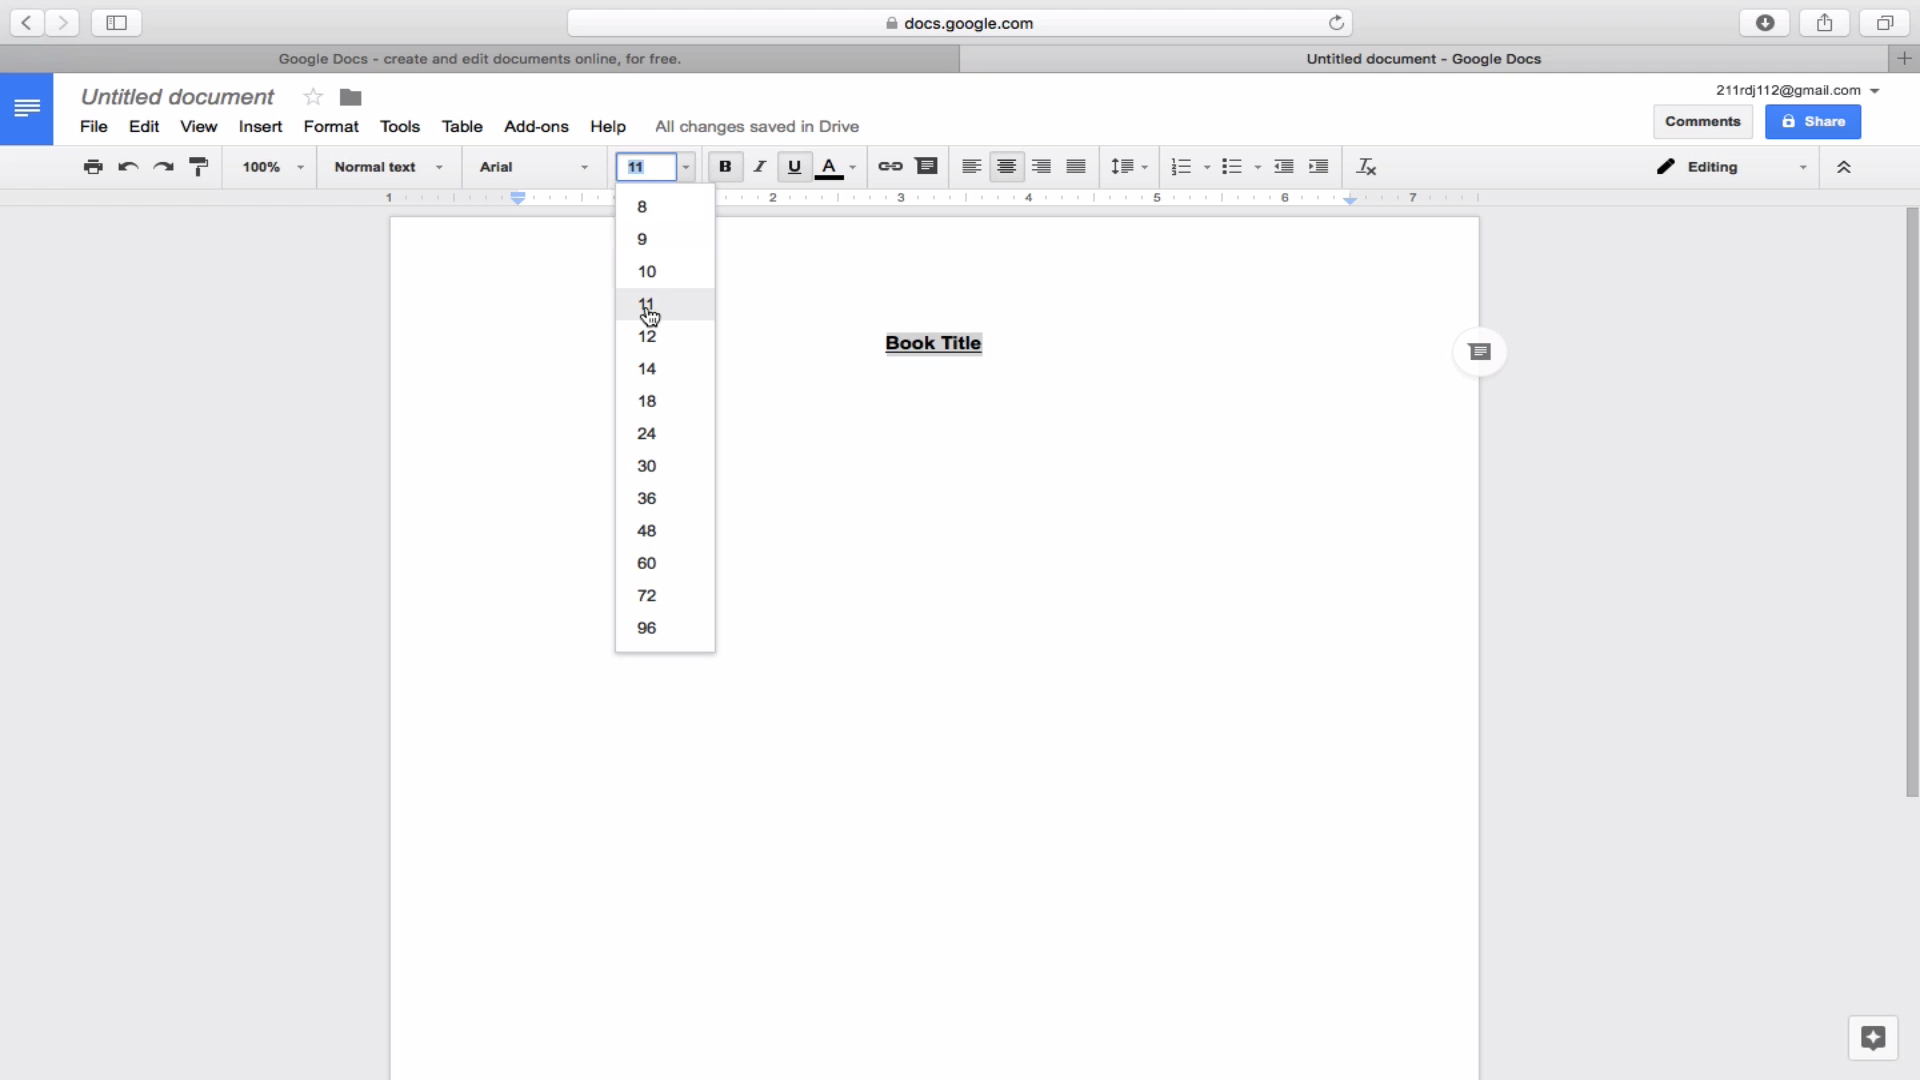 docs.google.com
Google Docs - create and edit documents online, for free.
Untitled document - Google Docs
Untitled document
211rdj112@gmail.com
File Edit View Insert Format Tools Table Add-ons Help All changes saved in Drive
Comments
Share
100% Normal text Arial 11 B I U A Editing
1 2 3 4 5 6 7
8
9
10
11
12
14
18
24
30
36
48
60
72
96
Book Title